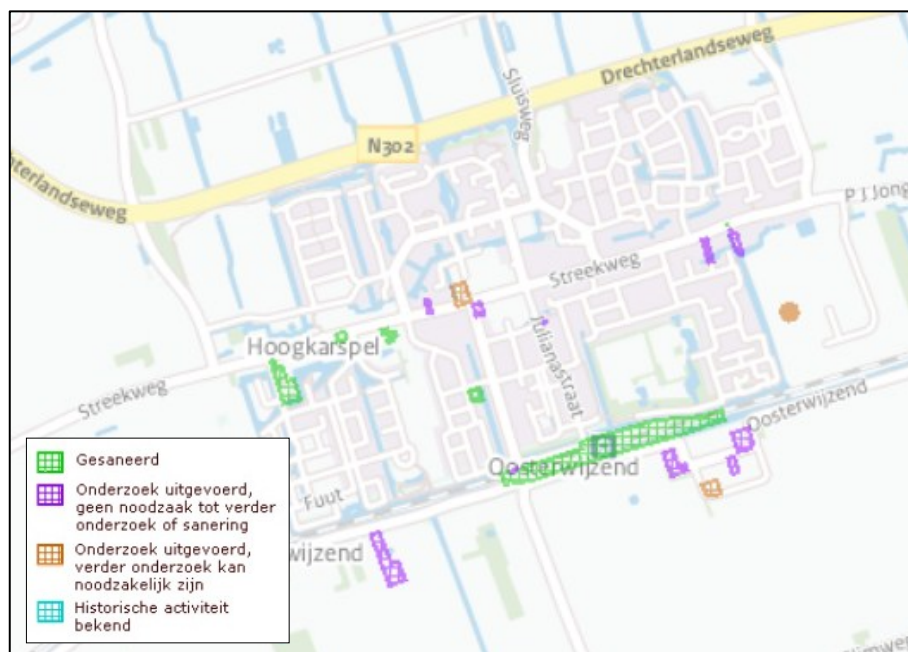 Drechterlandseweg
Sluisweg
N302
hterlandseweg
P J Jong
Streekweg
Julianastraat
Hoogkarspel
Streekweg
Oosterwijzend
Oosterwijzend
Fuut
wijzend
Gesaneerd
Onderzoek uitgevoerd,
geen noodzaak tot verder
onderzoek of sanering
Onderzoek uitgevoerd,
verder onderzoek kan
noodzakelijk zijn
Historische activiteit
bekend